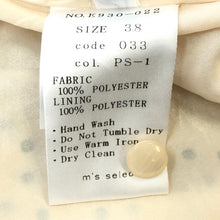 NO.E930-022
SIZE 38
code 033
col. PS-1
FABRIC
100% POLYESTER
LINING
100% POLYESTER
・Hand Wash
・Do Not Tumble Dry
・Use Warm Iron
・Dry Clean
m's selec